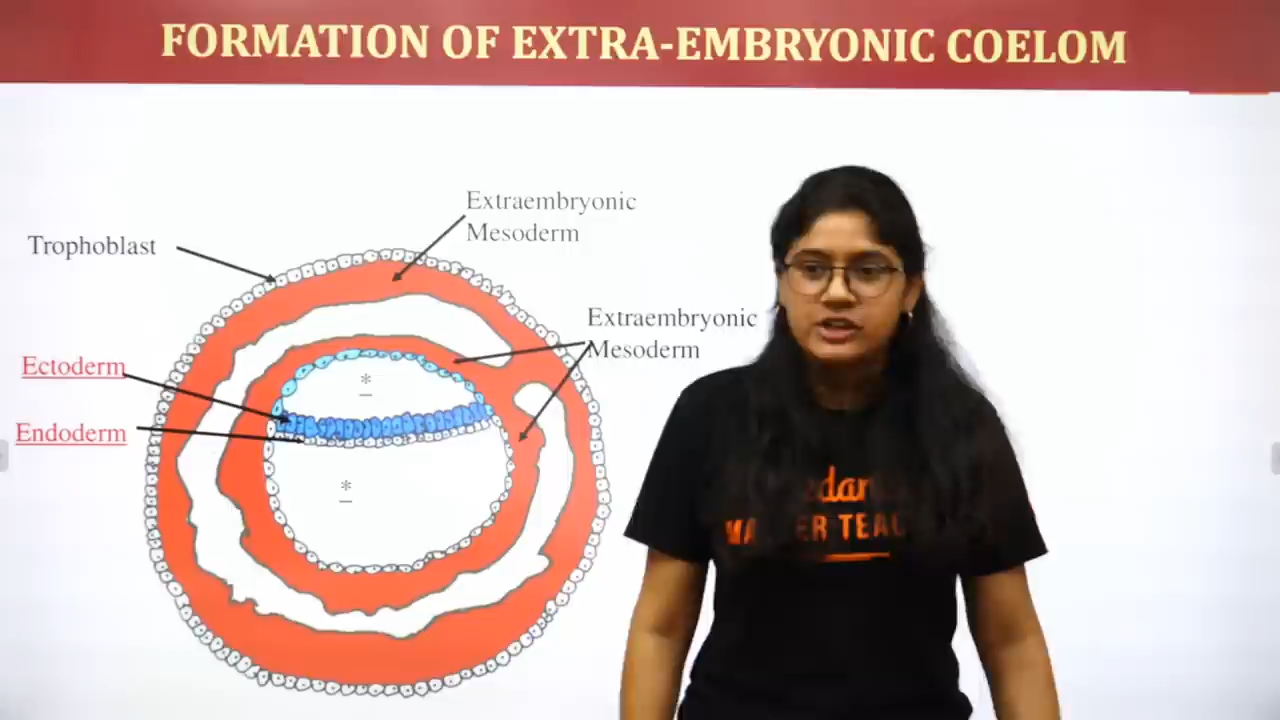 FORMATION OF EXTRA-EMBRYONIC COELOM
Extraembryonic
Mesoderm
Trophoblast
Extraembryonic
Mesoderm
Ectoderm
Endoderm
*
*